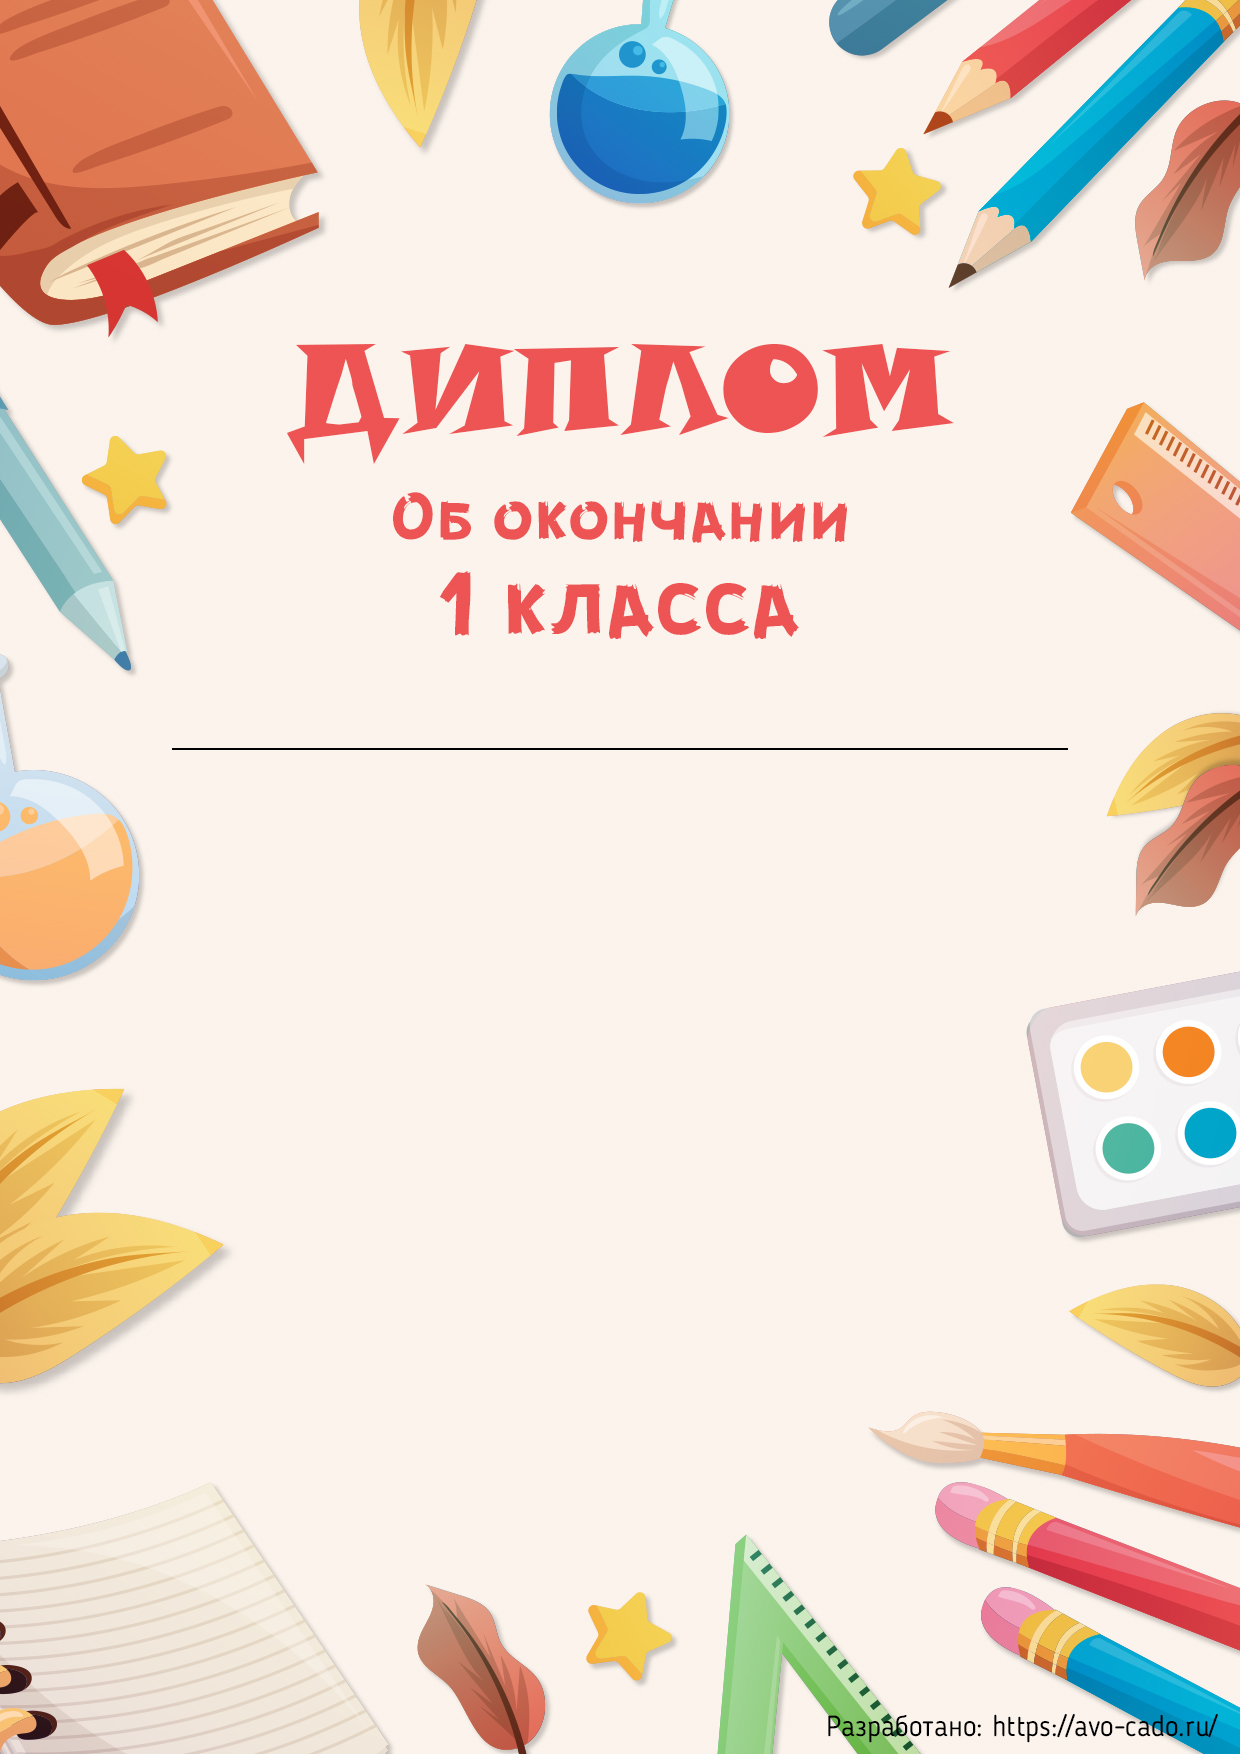 Диплом
Об окончании
1 класса
Разработано: https://avo-cado.ru/